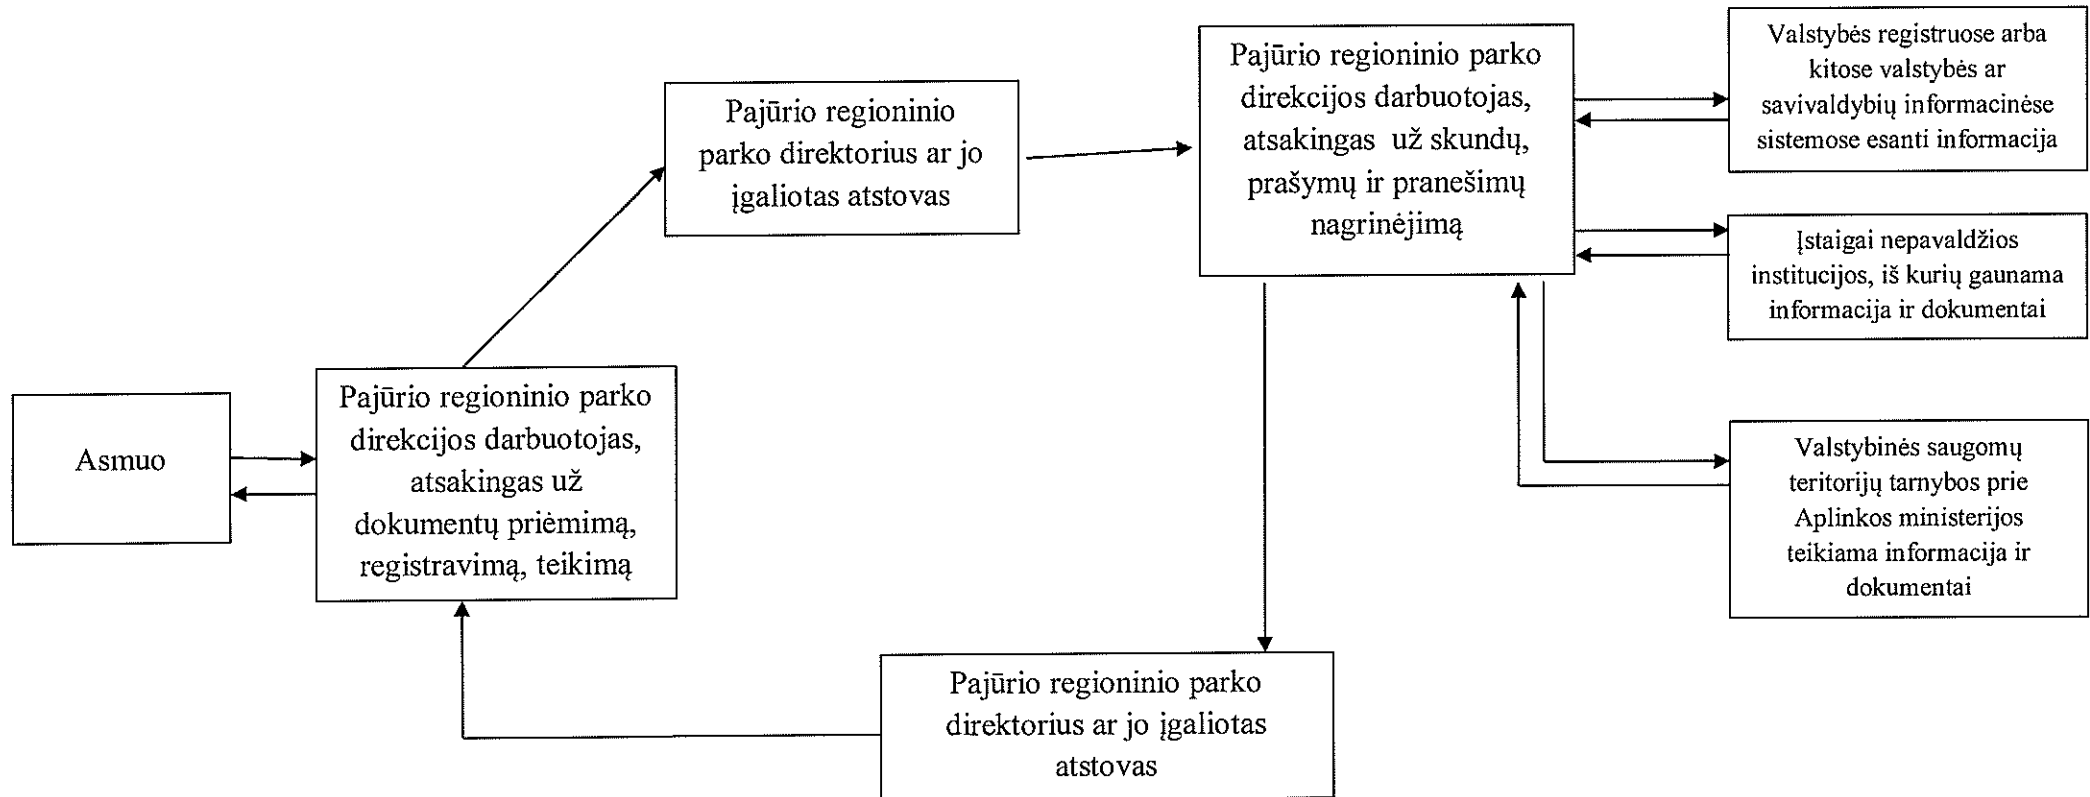 Asmuo
Pajūrio regioninio parko
direkcijos darbuotojas,
atsakingas už
dokumentų priėmimą,
registravimą, teikimą
Pajūrio regioninio
parko direktorius ar jo
įgaliotas atstovas
Pajūrio regioninio parko
direkcijos darbuotojas,
atsakingas už skundų,
prašymų ir pranešimų
nagrinėjimą
Valstybės registruose arba
kitose valstybės ar
savivaldybių informacinėse
sistemose esanti informacija
Įstaigai nepavaldžios
institucijos, iš kurių gaunama
informacija ir dokumentai
Valstybinės saugomų
teritorijų tarnybos prie
Aplinkos ministerijos
teikiama informacija ir
dokumentai
Pajūrio regioninio parko
direktorius ar jo įgaliotas
atstovas